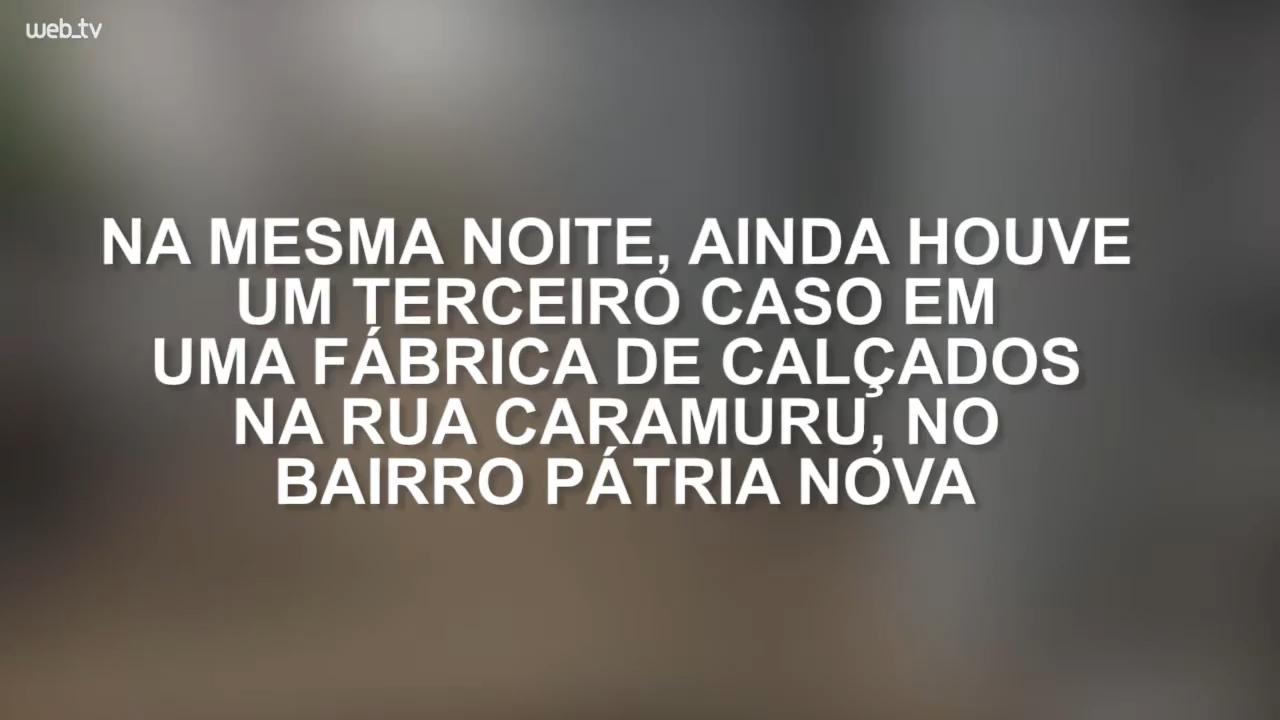 web_tv
NA MESMA NOITE, AINDA HOUVE
UM TERCEIRO CASO EM
UMA FÁBRICA DE CALÇADOS
NA RUA CARAMURU, NO
BAIRRO PÁTRIA NOVA